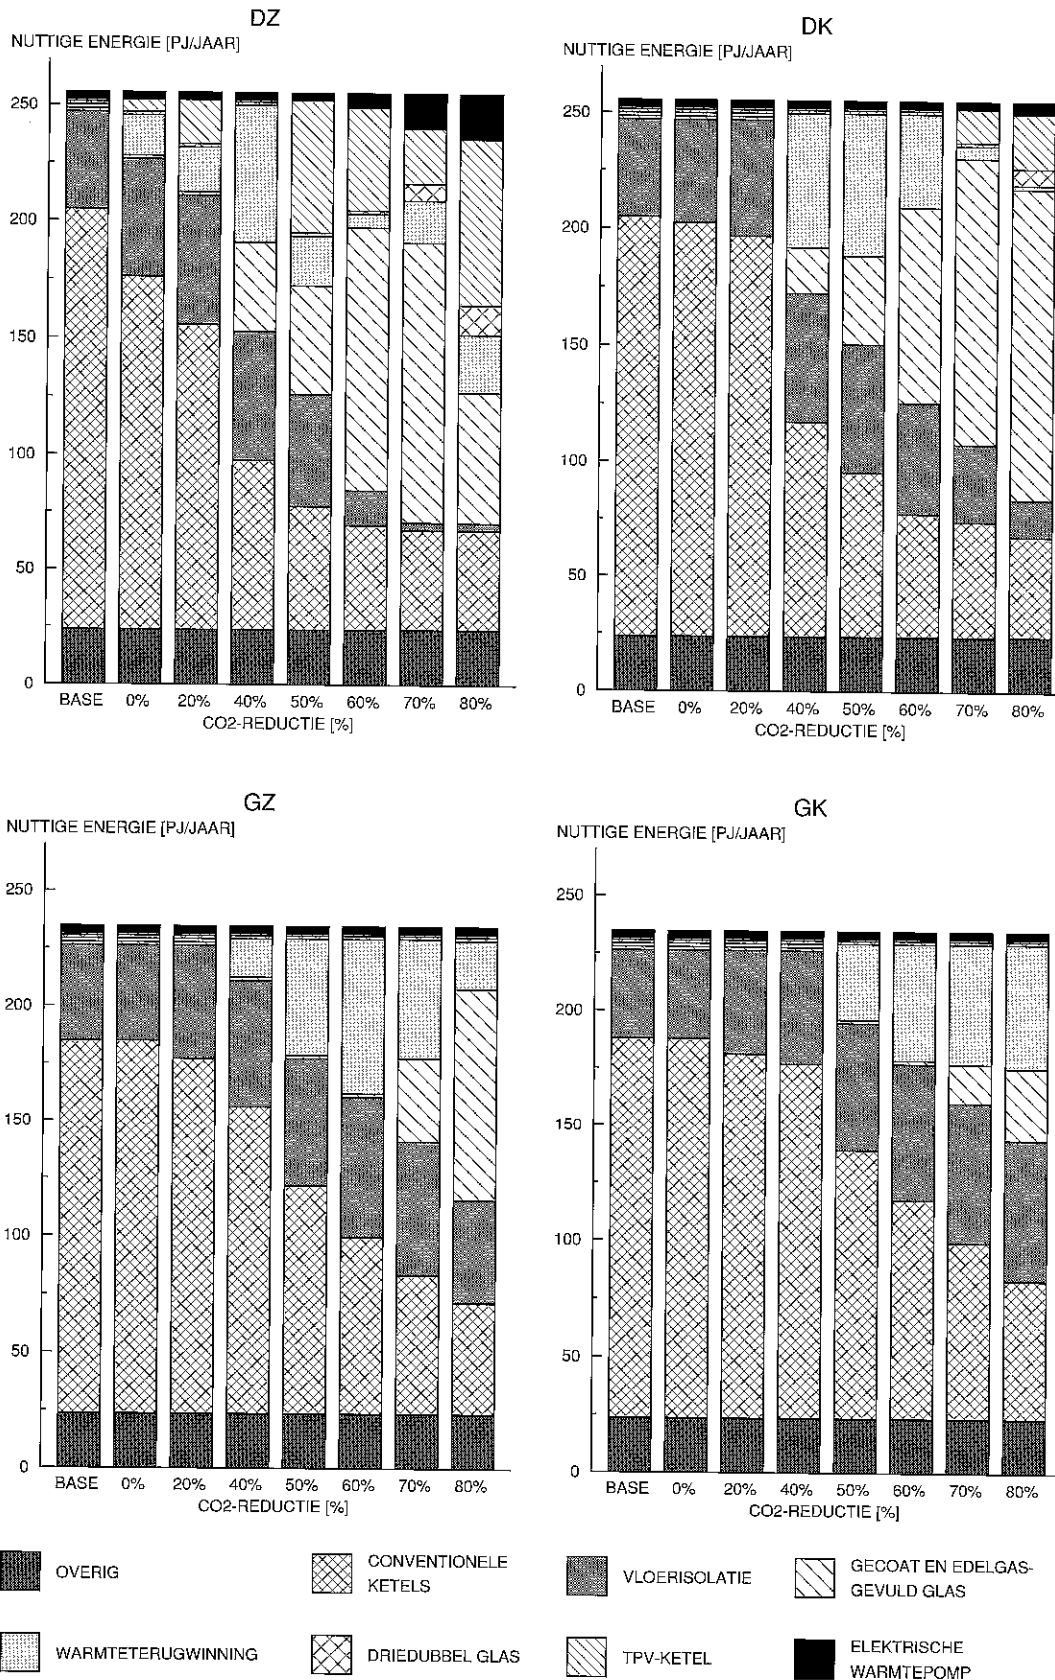 DZ
NUTTIGE ENERGIE [PJ/JAAR]
250
200
150
100
50
0
BASE 0% 20% 40% 50% 60% 70% 80%
CO2-REDUCTIE [%]
DK
NUTTIGE ENERGIE [PJ/JAAR]
250
200
150
100
50
0
BASE 0% 20% 40% 50% 60% 70% 80%
CO2-REDUCTIE [%]
GZ
NUTTIGE ENERGIE [PJ/JAAR]
250
200
150
100
50
0
BASE 0% 20% 40% 50% 60% 70% 80%
CO2-REDUCTIE [%]
GK
NUTTIGE ENERGIE [PJ/JAAR]
250
200
150
100
50
0
BASE 0% 20% 40% 50% 60% 70% 80%
CO2-REDUCTIE [%]
OVERIG
CONVENTIONELE
KETELS
VLOERISOLATIE
GECOAT EN EDELGAS-
GEVULD GLAS
WARMTETERUGWINNING
DRIEDUBBEL GLAS
TPV-KETEL
ELEKTRISCHE
WARMTEPOMP